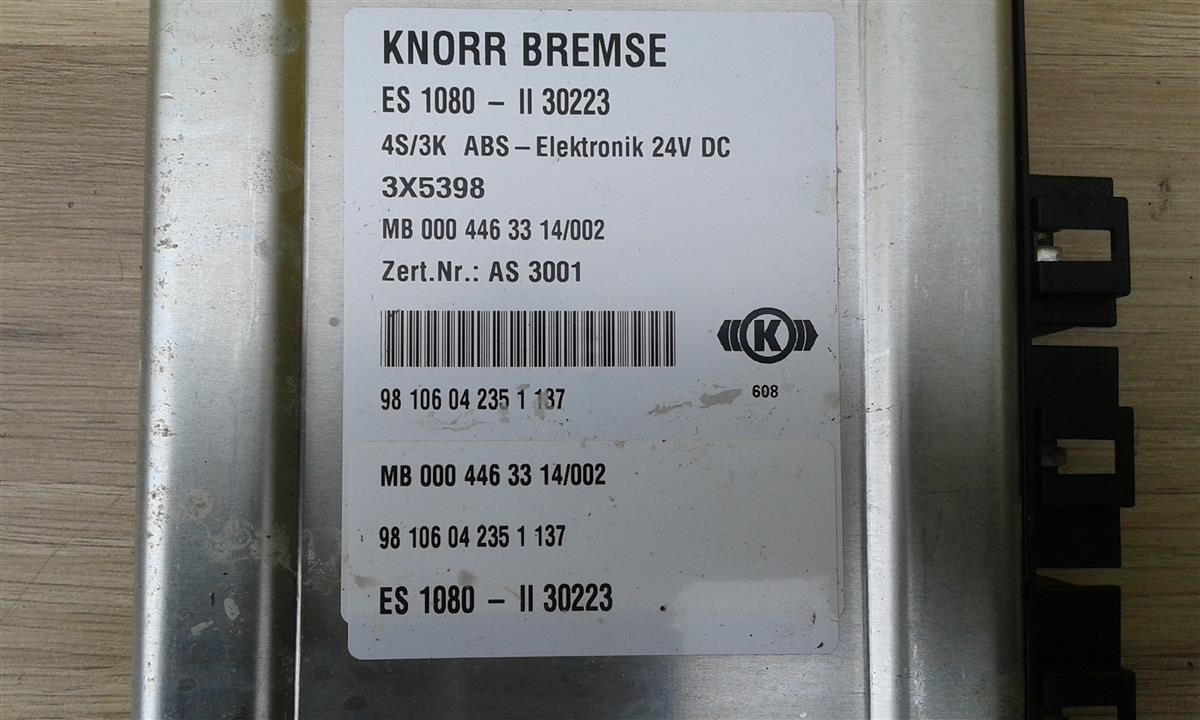 KNORR BREMSE
ES 1080 – II 30223
4S/3K ABS – Elektronik 24V DC
3X5398
MB 000 446 33 14/002
Zert.Nr.: AS 3001
K
98 106 04 235 1 137
608
MB 000 446 33 14/002
98 106 04 235 1 137
ES 1080 – II 30223